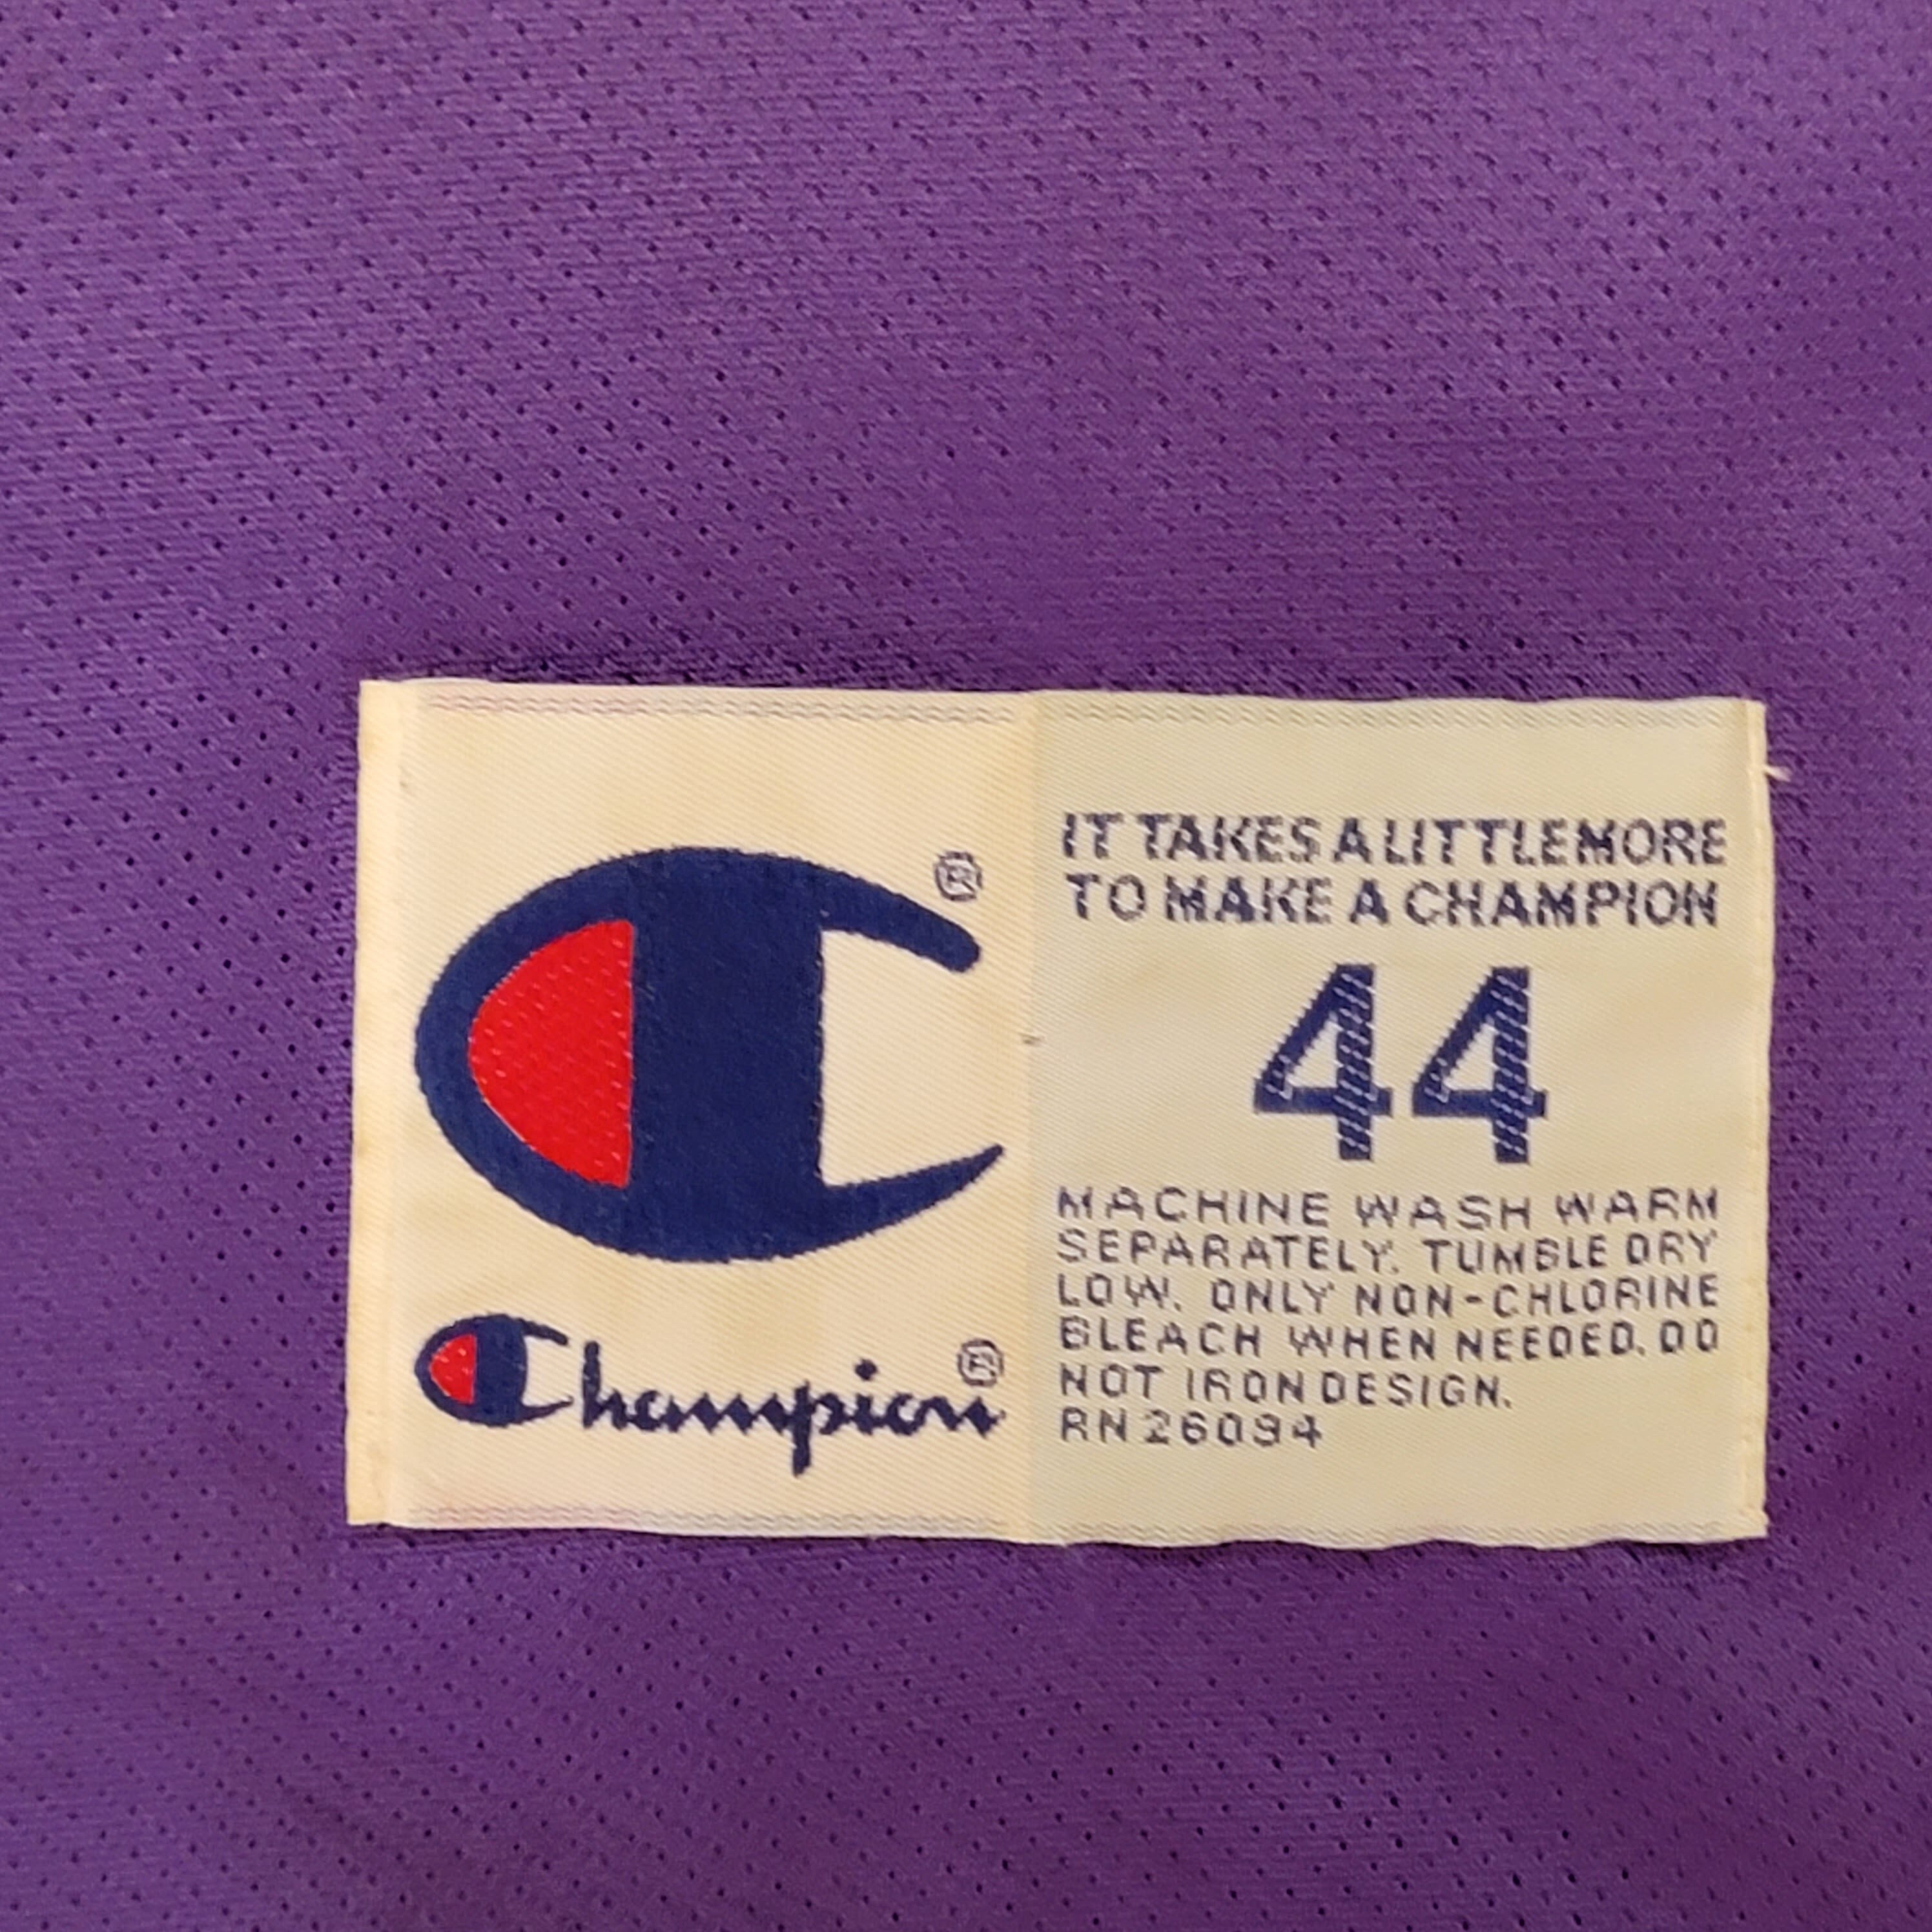 ®
Champion®
IT TAKES A LITTLE MORE
TO MAKE A CHAMPION
44
MACHINE WASH WARM
SEPARATELY. TUMBLE DRY
LOW. ONLY NON-CHLORINE
BLEACH WHEN NEEDED. DO
NOT IRON DESIGN.
RN 26094